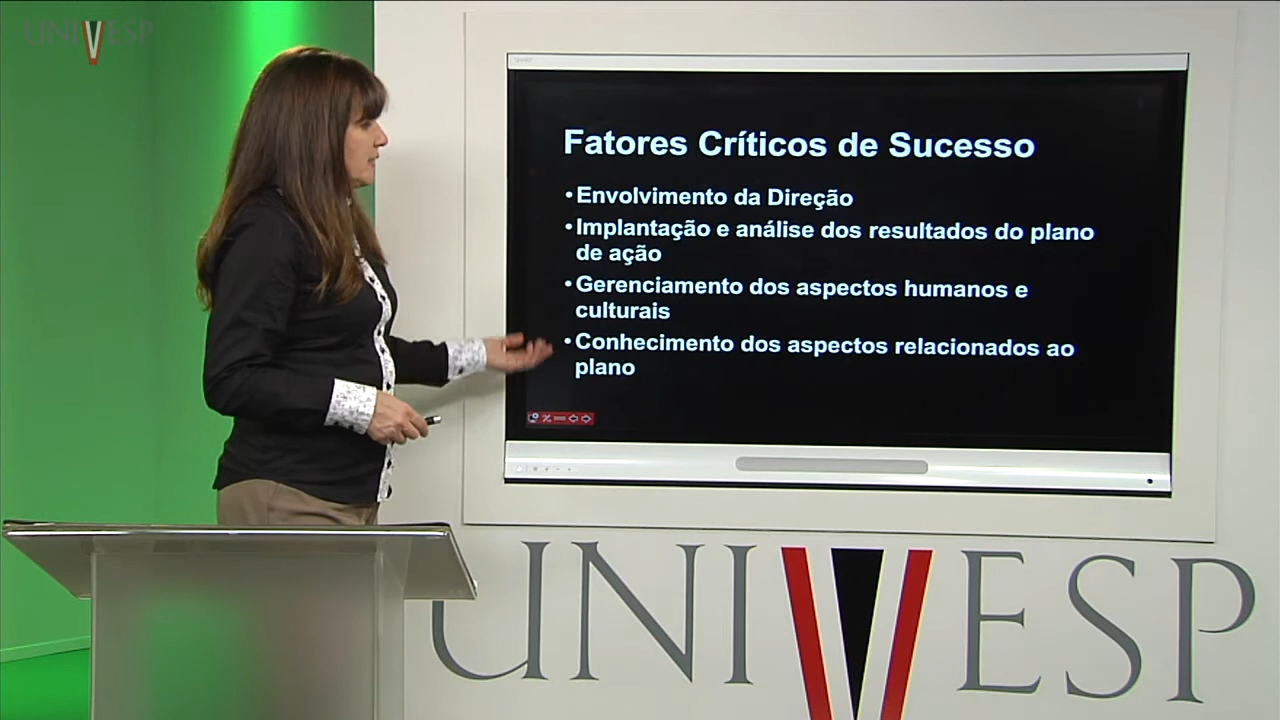 UNIVESP
Fatores Críticos de Sucesso
•Envolvimento da Direção
•Implantação e análise dos resultados do plano
de ação
•Gerenciamento dos aspectos humanos e
culturais
•Conhecimento dos aspectos relacionados ao
plano
UNIVESP